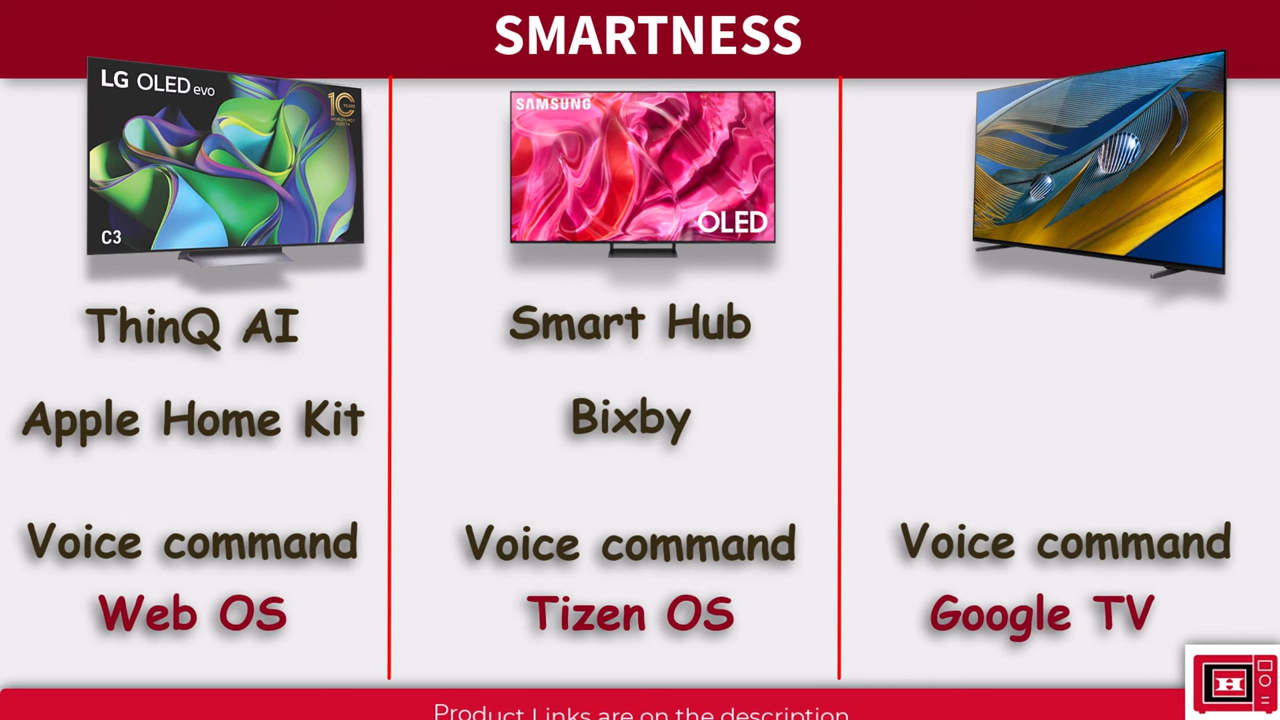 SMARTNESS
LG OLED evo
10
C3
SAMSUNG
OLED
ThinQ AI
Apple Home Kit
Voice command
Web OS
Smart Hub
Bixby
Voice command
Tizen OS
Voice command
Google TV
H
Product Links are on the description